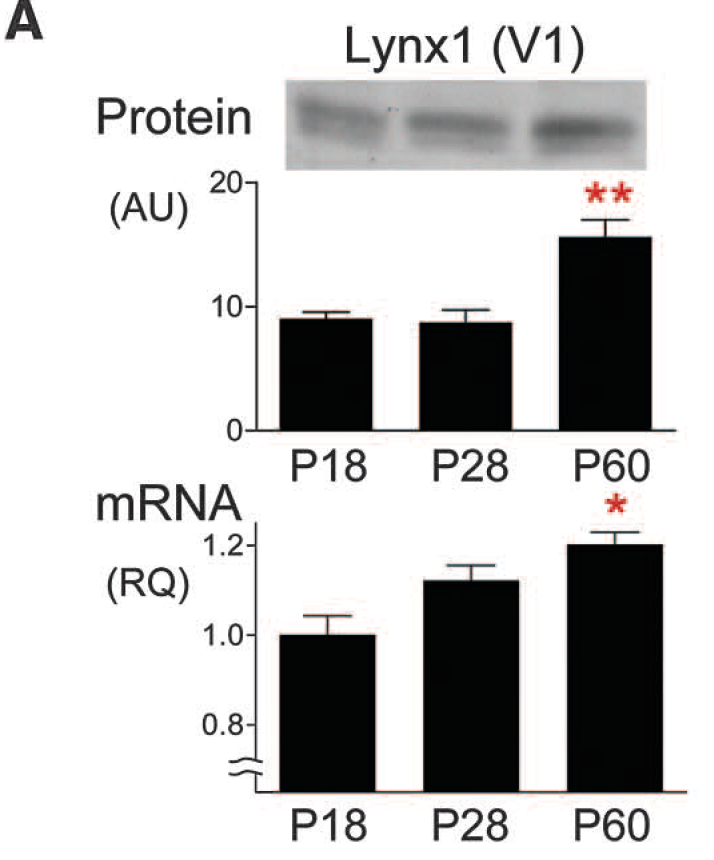 A
Lynx1 (V1)
Protein
(AU)
20
**
10
0
P18 P28 P60
mRNA
*
(RQ)
1.2
1.0
0.8
P18 P28 P60